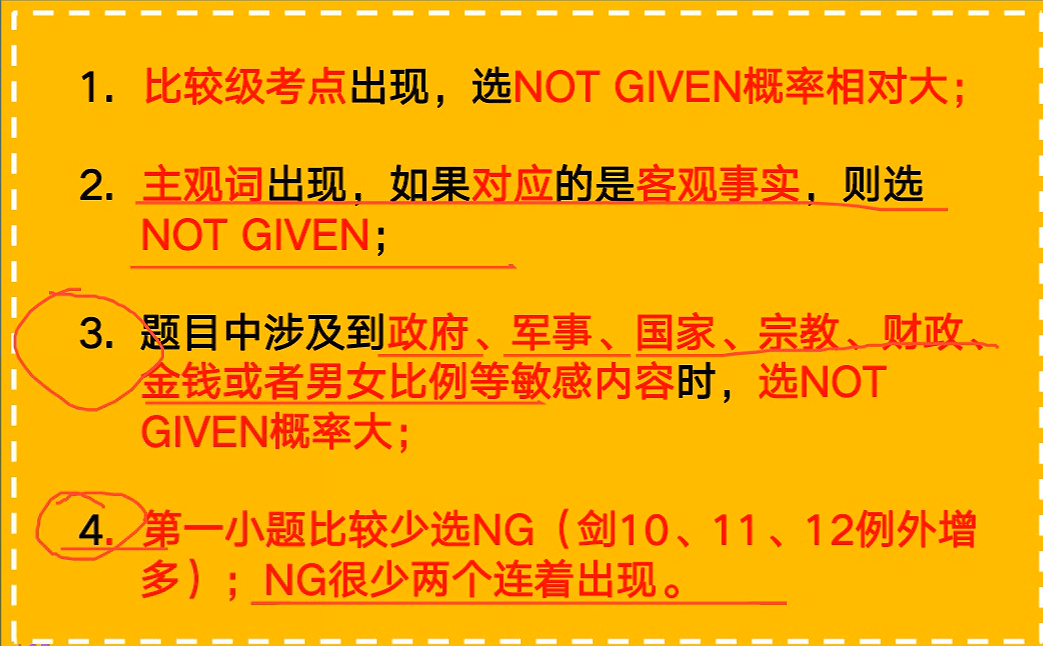 1. 比较级考点出现，选NOT GIVEN概率相对大；
2. 主观词出现，如果对应的是客观事实，则选
NOT GIVEN；
3. 题目中涉及到政府、军事、国家、宗教、财政、
金钱或者男女比例等敏感内容时，选NOT
GIVEN概率大；
4. 第一小题比较少选NG（剑10、11、12例外增
多）；NG很少两个连着出现。